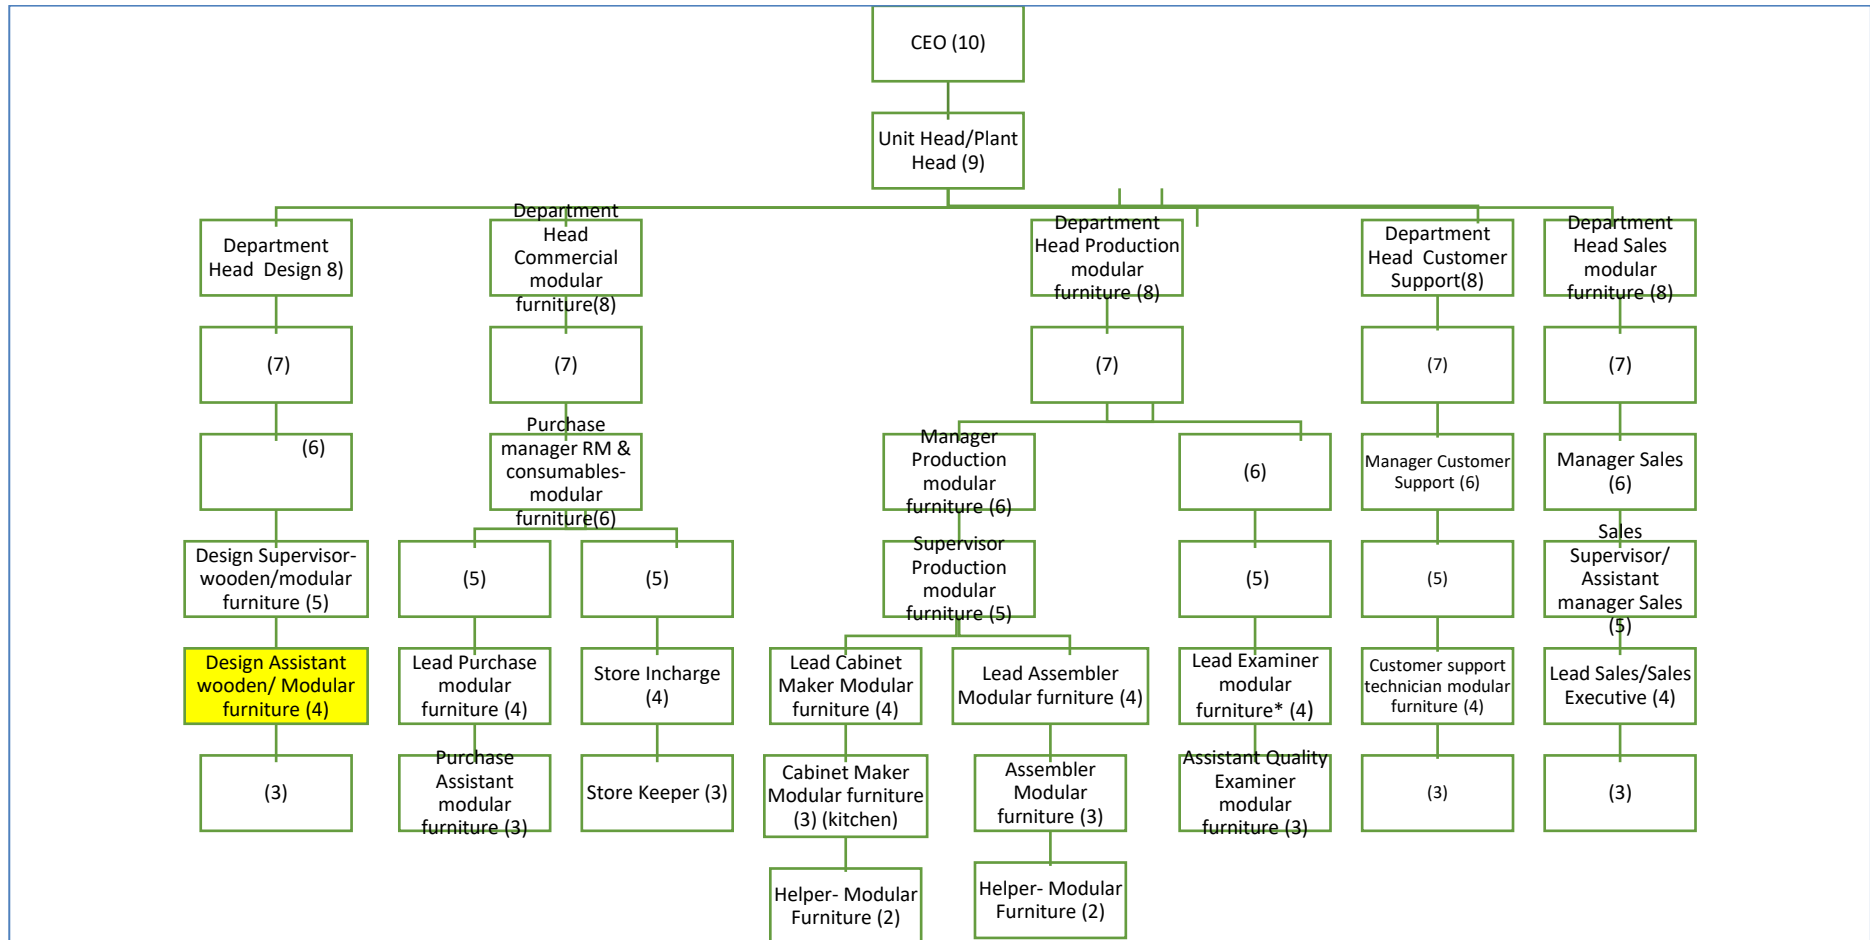 CEO (10)
Unit Head/Plant
Head (9)
Department
Head  Design 8)
Department
Head
Commercial
modular
furniture(8)
Department
Head Production
modular
furniture (8)
Department
Head  Customer
Support(8)
Department
Head Sales
modular
furniture (8)
(7)
(7)
(7)
(7)
(7)
(6)
Purchase
manager RM &
consumables-
modular
furniture(6)
Manager
Production
modular
furniture (6)
(6)
Manager Customer
Support (6)
Manager Sales
(6)
Design Supervisor-
wooden/modular
furniture (5)
(5)
(5)
Supervisor
Production
modular
furniture (5)
(5)
(5)
Sales
Supervisor/
Assistant
manager Sales
(5)
Design Assistant
wooden/ Modular
furniture (4)
Lead Purchase
modular
furniture (4)
Store Incharge
(4)
Lead Cabinet
Maker Modular
furniture (4)
Lead Assembler
Modular furniture (4)
Lead Examiner
modular
furniture* (4)
Customer support
technician modular
furniture (4)
Lead Sales/Sales
Executive (4)
(3)
Purchase
Assistant
modular
furniture (3)
Store Keeper (3)
Cabinet Maker
Modular furniture
(3) (kitchen)
Assembler
Modular
furniture (3)
Assistant Quality
Examiner
modular
furniture (3)
(3)
(3)
Helper- Modular
Furniture (2)
Helper- Modular
Furniture (2)